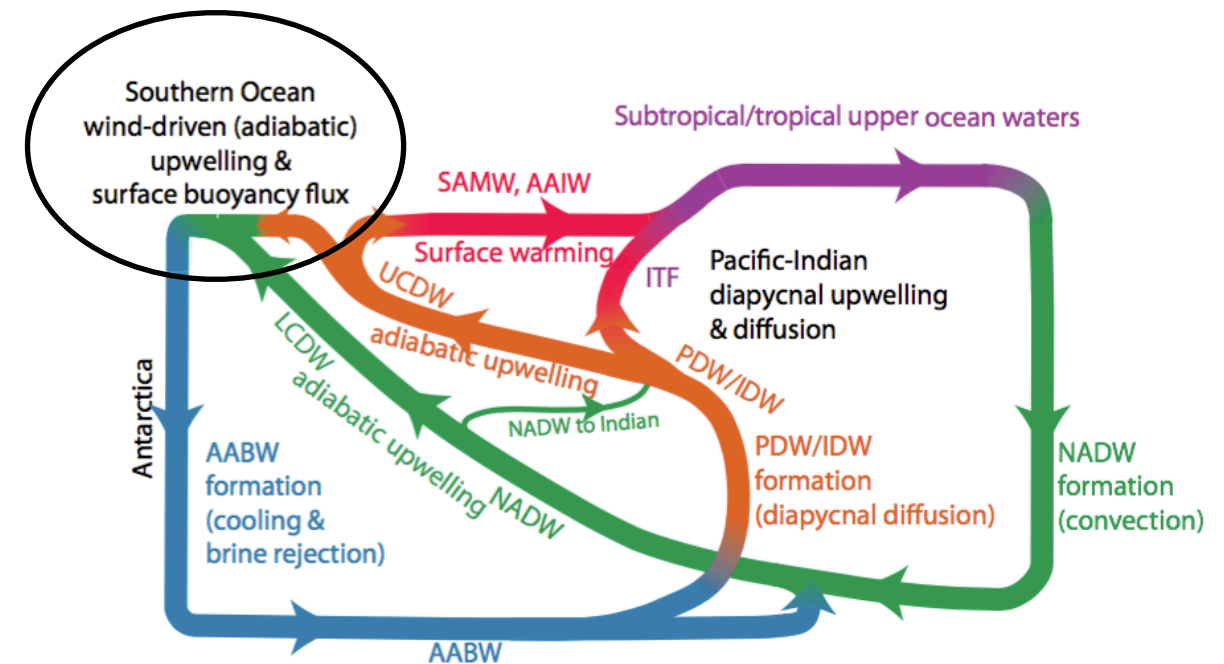 Southern Ocean
wind-driven (adiabatic)
upwelling &
surface buoyancy flux
Subtropical/tropical upper ocean waters
SAMW, AAIW
Surface warming
ITF
Pacific-Indian
diapycnal upwelling
& diffusion
UCDW
adiabatic upwelling
PDW/IDW
LCDW
adiabatic upwelling
NADW to Indian
NADW
Antarctica
AABW
formation
(cooling &
brine rejection)
PDW/IDW
formation
(diapycnal diffusion)
NADW
formation
(convection)
AABW